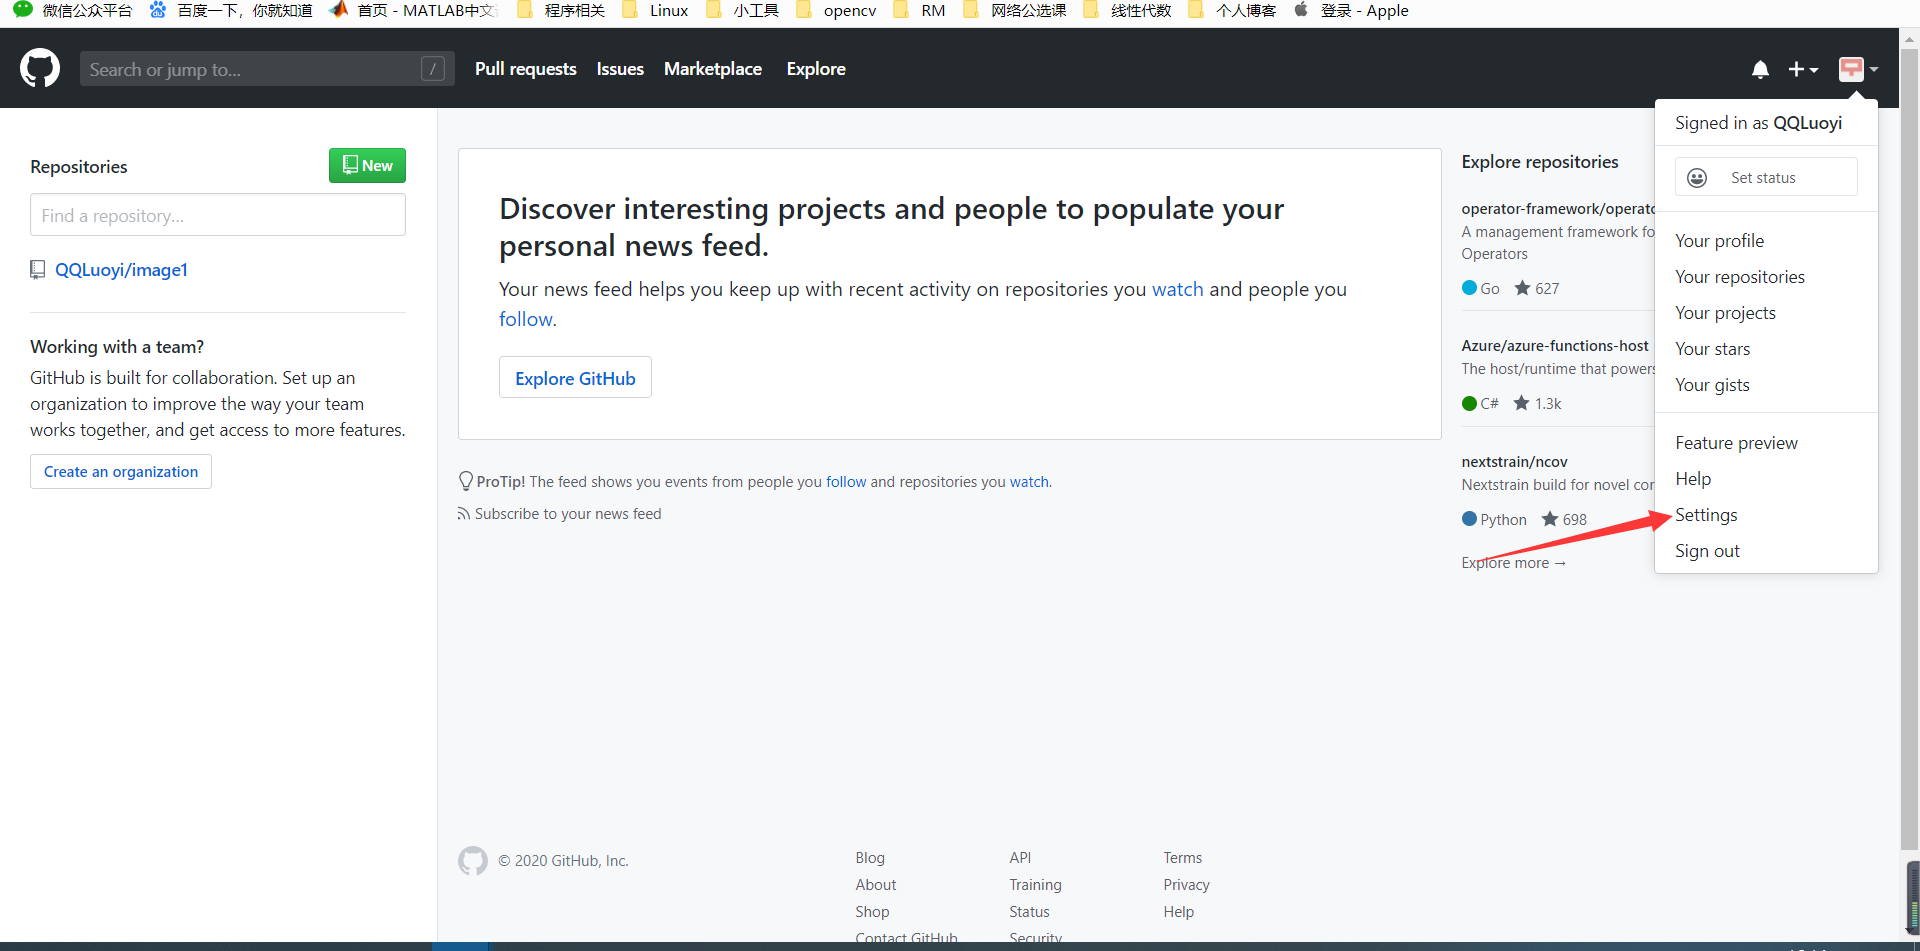 微信公众平台 百度一下，你就知道 首页 - MATLAB中文 程序相关 Linux 小工具 opencv RM 网络公选课 线性代数 个人博客 登录 - Apple
Search or jump to... / Pull requests Issues Marketplace Explore
Signed in as QQLuoyi
Set status
Your profile
Your repositories
Your projects
Your stars
Your gists
Feature preview
Help
Settings
Sign out
Repositories New
Find a repository...
QQLuoyi/image1
Working with a team?
GitHub is built for collaboration. Set up an
organization to improve the way your team
works together, and get access to more features.
Create an organization
Discover interesting projects and people to populate your
personal news feed.
Your news feed helps you keep up with recent activity on repositories you watch and people you
follow.
Explore GitHub
ProTip! The feed shows you events from people you follow and repositories you watch.
Subscribe to your news feed
Explore repositories
operator-framework/operato
A management framework fo
Operators
Go 627
Azure/azure-functions-host
The host/runtime that powers
C# 1.3k
nextstrain/ncov
Nextstrain build for novel cor
Python 698
Explore more →
© 2020 GitHub, Inc.
Blog
About
Shop
Contact GitHub
API
Training
Status
Security
Terms
Privacy
Help